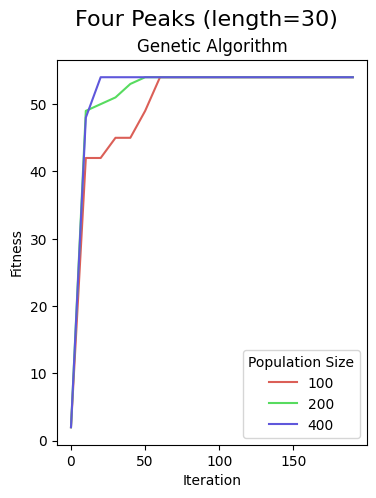 Four Peaks (length=30)
Genetic Algorithm
Fitness
50
40
30
20
10
0
0 50 100 150
Iteration
Population Size
100
200
400